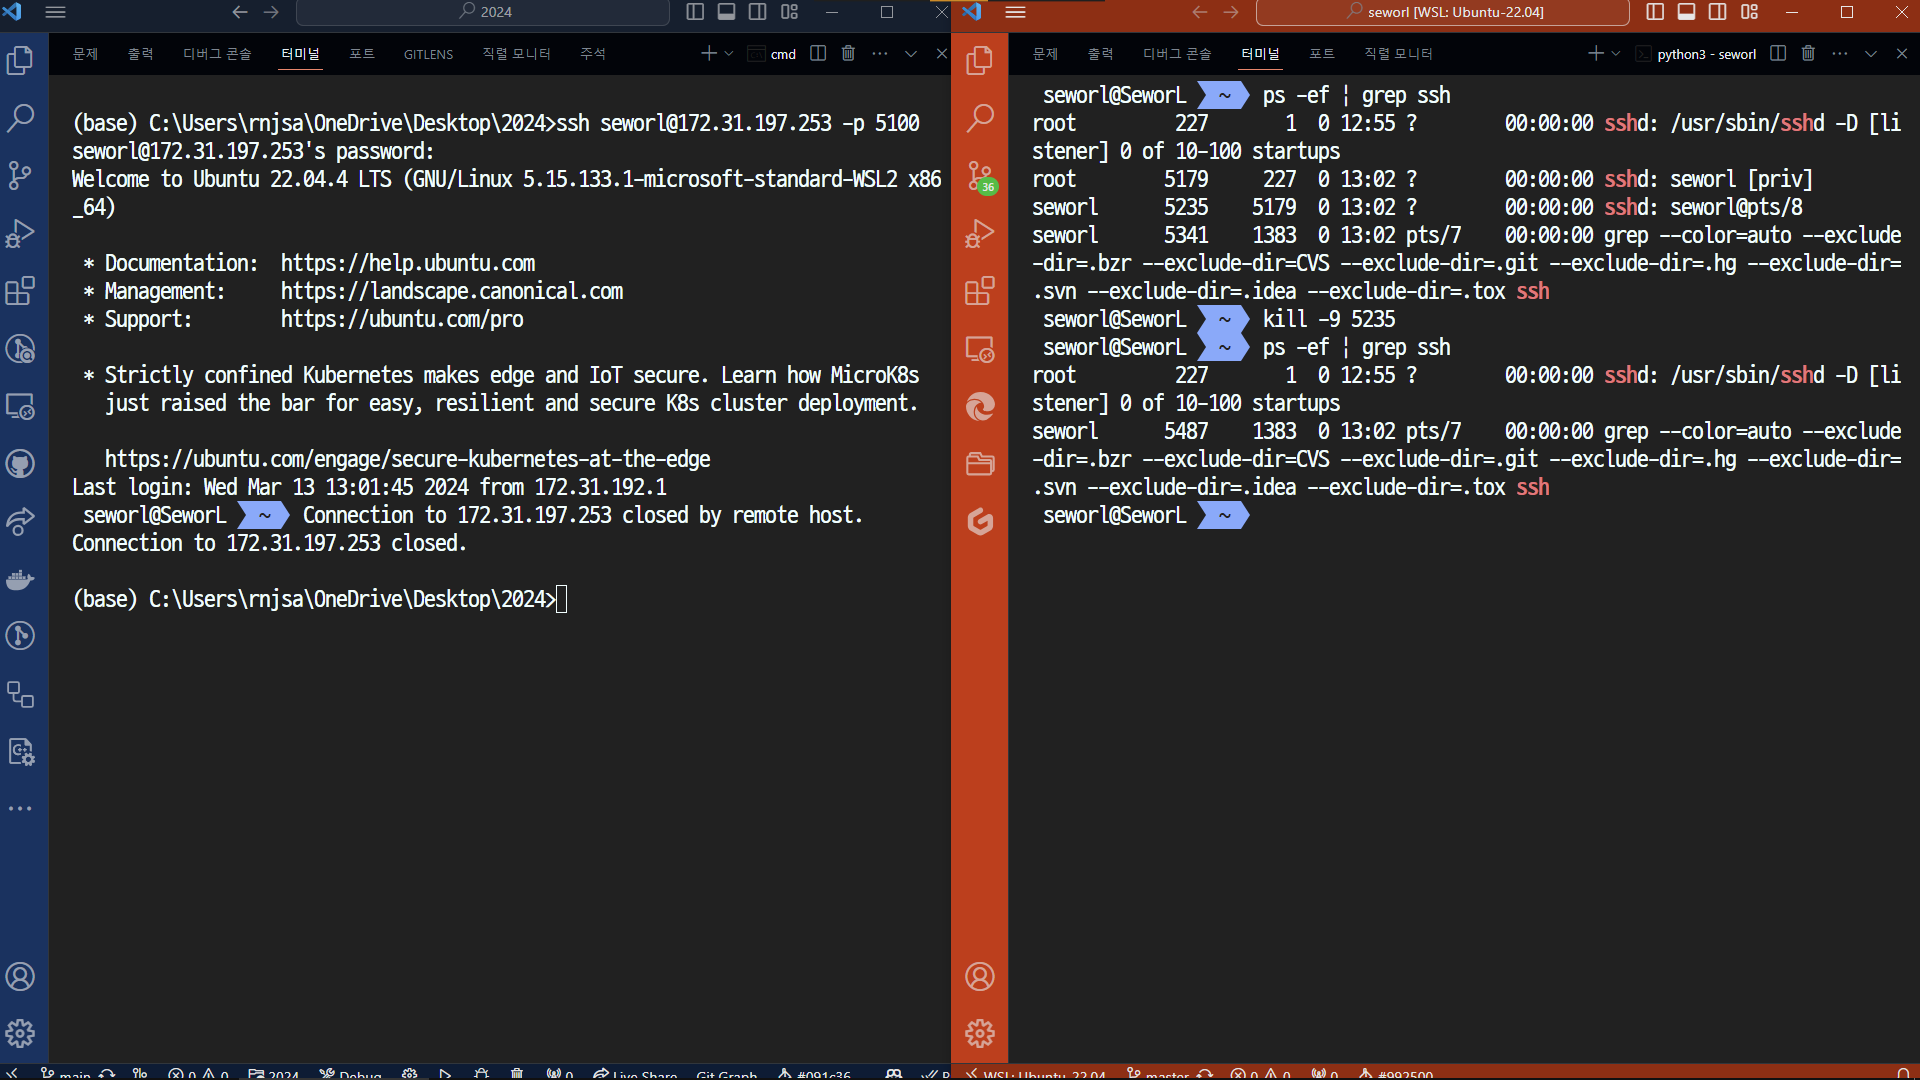 2024
문제 출력 디버그 콘솔 터미널 포트 GITLENS 직렬 모니터 주석 cmd
(base) C:\Users\rnjsa\OneDrive\Desktop\2024>ssh seworl@172.31.197.253 -p 5100
seworl@172.31.197.253's password:
Welcome to Ubuntu 22.04.4 LTS (GNU/Linux 5.15.133.1-microsoft-standard-WSL2 x86
_64)
* Documentation:  https://help.ubuntu.com
* Management:     https://landscape.canonical.com
* Support:        https://ubuntu.com/pro
* Strictly confined Kubernetes makes edge and IoT secure. Learn how MicroK8s
just raised the bar for easy, resilient and secure K8s cluster deployment.
https://ubuntu.com/engage/secure-kubernetes-at-the-edge
Last login: Wed Mar 13 13:01:45 2024 from 172.31.192.1
seworl@SeworL ~ Connection to 172.31.197.253 closed by remote host.
Connection to 172.31.197.253 closed.
(base) C:\Users\rnjsa\OneDrive\Desktop\2024>
main 0 0 2024 Debug 0 Live Share Git Graph #091c36
seworl [WSL: Ubuntu-22.04]
문제 출력 디버그 콘솔 터미널 포트 직렬 모니터 python3 - seworl
36
seworl@SeworL ~ ps -ef | grep ssh
root         227       1  0 12:55 ?        00:00:00 sshd: /usr/sbin/sshd -D [li
stener] 0 of 10-100 startups
root        5179     227  0 13:02 ?        00:00:00 sshd: seworl [priv]
seworl      5235    5179  0 13:02 ?        00:00:00 sshd: seworl@pts/8
seworl      5341    1383  0 13:02 pts/7    00:00:00 grep --color=auto --exclude
-dir=.bzr --exclude-dir=CVS --exclude-dir=.git --exclude-dir=.hg --exclude-dir=
.svn --exclude-dir=.idea --exclude-dir=.tox ssh
seworl@SeworL ~ kill -9 5235
seworl@SeworL ~ ps -ef | grep ssh
root         227       1  0 12:55 ?        00:00:00 sshd: /usr/sbin/sshd -D [li
stener] 0 of 10-100 startups
seworl      5487    1383  0 13:02 pts/7    00:00:00 grep --color=auto --exclude
-dir=.bzr --exclude-dir=CVS --exclude-dir=.git --exclude-dir=.hg --exclude-dir=
.svn --exclude-dir=.idea --exclude-dir=.tox ssh
seworl@SeworL ~
WSL: Ubuntu-22.04 master 0 0 0 #992500